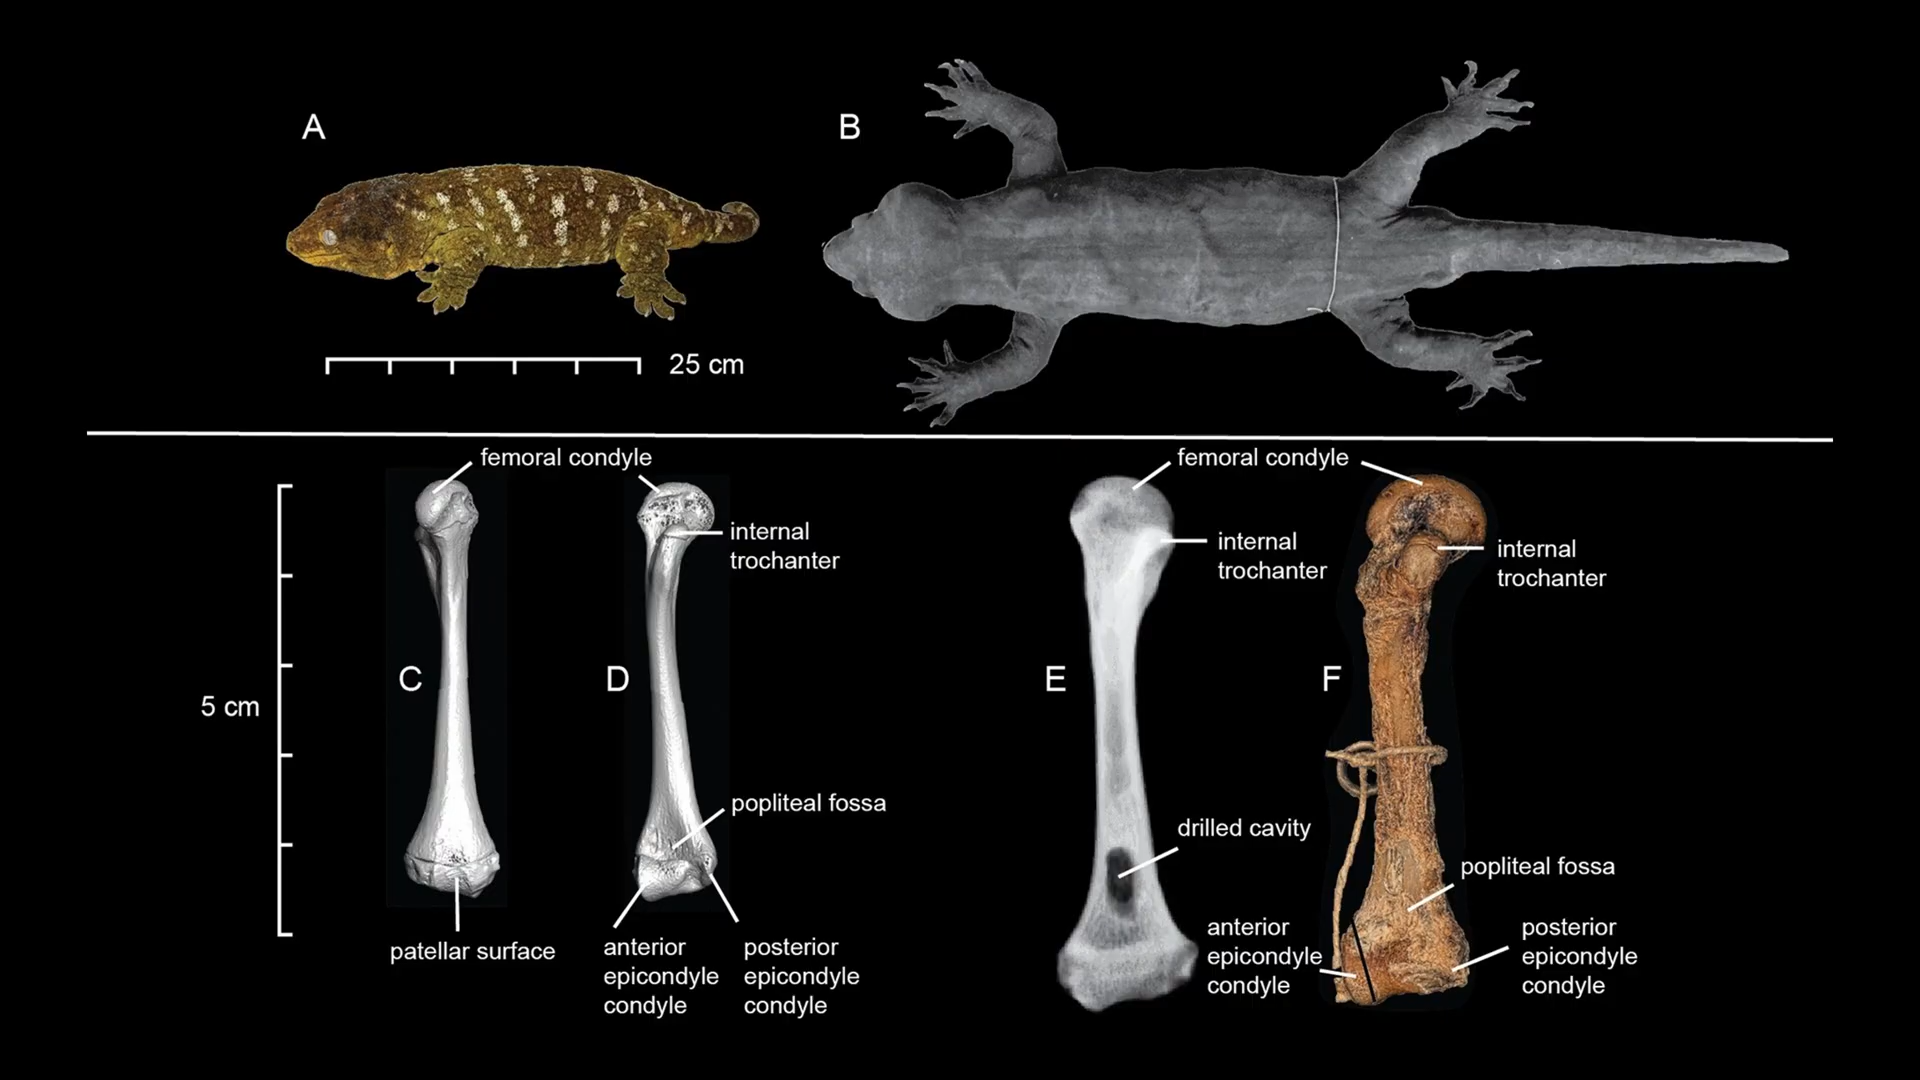 A
B
25 cm
femoral condyle
internal
trochanter
C
D
5 cm
popliteal fossa
patellar surface
anterior
epicondyle
condyle
posterior
epicondyle
condyle
femoral condyle
internal
trochanter
internal
trochanter
E
F
drilled cavity
popliteal fossa
anterior
epicondyle
condyle
posterior
epicondyle
condyle